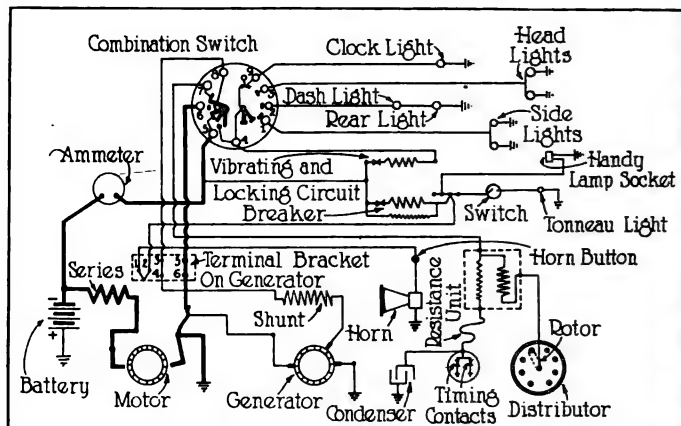 Combination Switch
Clock Light
Head
Lights
Dash Light
Rear Light
Side
Lights
Ammeter
Vibrating and
Locking Circuit
Breaker
Handy
Lamp Socket
Switch
Tonneau Light
Terminal Bracket
On Generator
Horn Button
Series
Shunt
Horn
Resistance
Unit
Rotor
Battery
Motor
Generator
Condenser
Timing
Contacts
Distributor